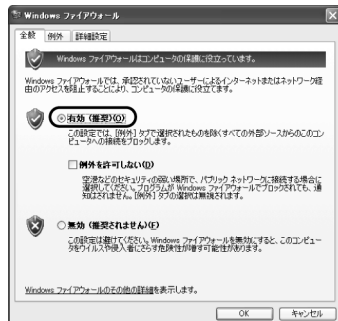 Windows ファイアウォール
全般 例外 詳細設定
Windows ファイアウォールはコンピュータの保護に役立ちています。
Windows ファイアウォールでは、承認されていないユーザーによるインターネットまたはネットワーク経
由のアクセスを阻止することにより、コンピュータの保護に役立てます。
有効 (推奨)(O)
この設定では、[例外] タブで選択されたものを除くすべての外部ソースからのこのコン
ピュータへの接続をブロックします。
例外を許可しない(D)
空港などのセキュリティの弱い場所で、パブリック ネットワークに接続する場合に
選択してください。プログラムが Windows ファイアウォールでブロックされても、通
知はされません。[例外] タブの選択は無視されます。
無効 (推奨されません)(F)
この設定は避けてください。Windows ファイアウォールを無効にすると、このコンピュー
タをウイルスや侵入者にさらす危険性が増す可能性があります。
Windows ファイアウォールのその他の詳細を表示します。
OK キャンセル